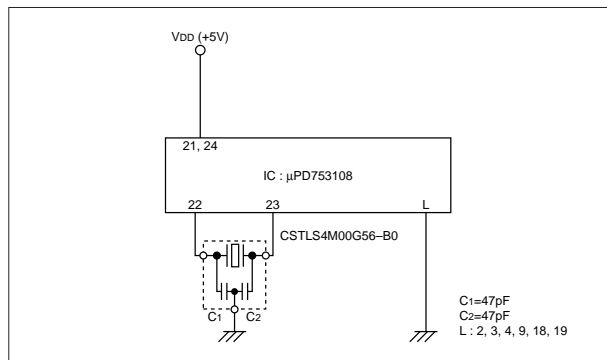 VDD (+5V)
21, 24
IC : µPD753108
22
23
L
CSTLS4M00G56–B0
C1
C2
C1=47pF
C2=47pF
L : 2, 3, 4, 9, 18, 19